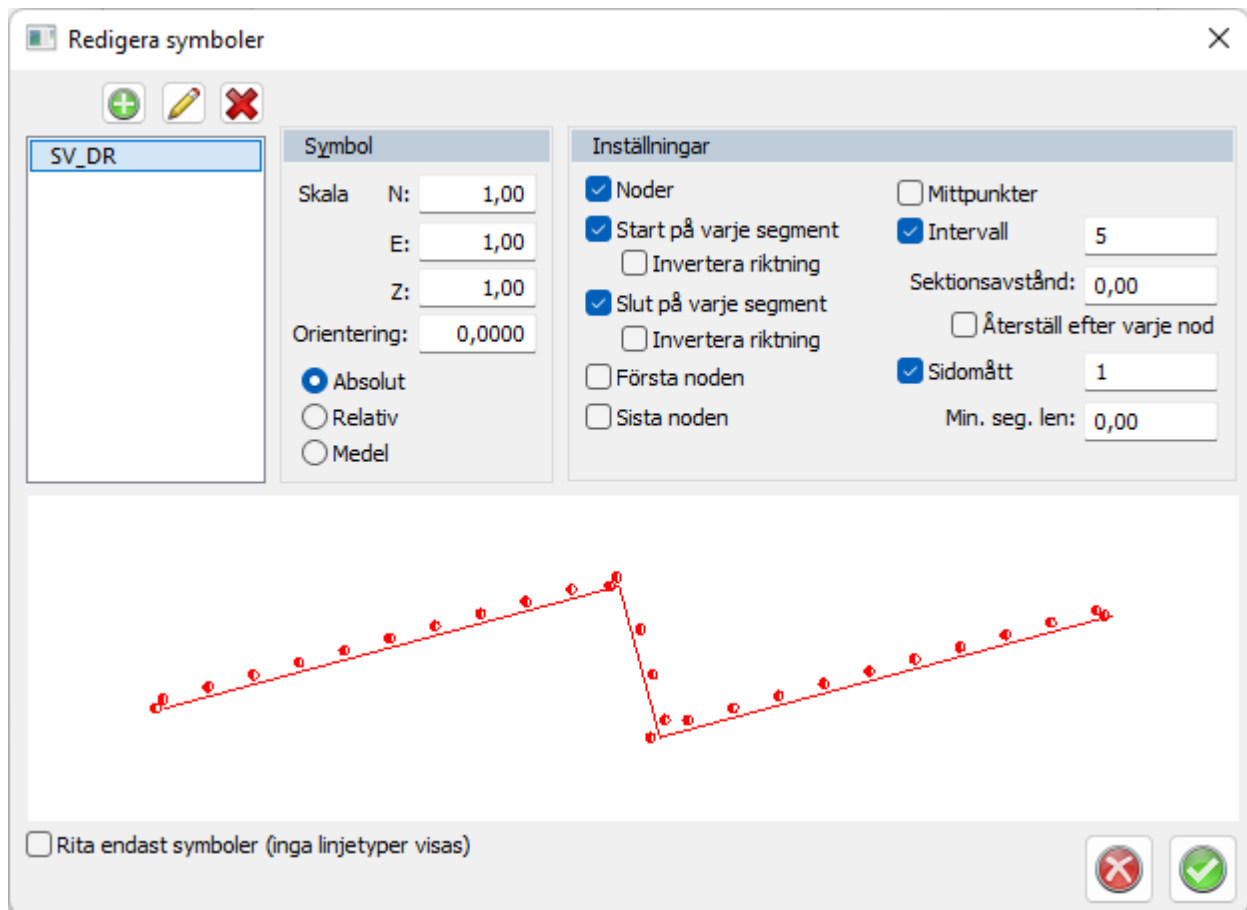 Redigera symboler
SV_DR
Symbol
Skala N: 1,00
E: 1,00
Z: 1,00
Orientering: 0,0000
Absolut
Relativ
Medel
Inställningar
Noder
Start på varje segment
Invertera riktning
Slut på varje segment
Invertera riktning
Första noden
Sista noden
Mittpunkter
Intervall 5
Sektionsavstånd: 0,00
Återställ efter varje nod
Sidomått 1
Min. seg. len: 0,00
Rita endast symboler (inga linjetyper visas)